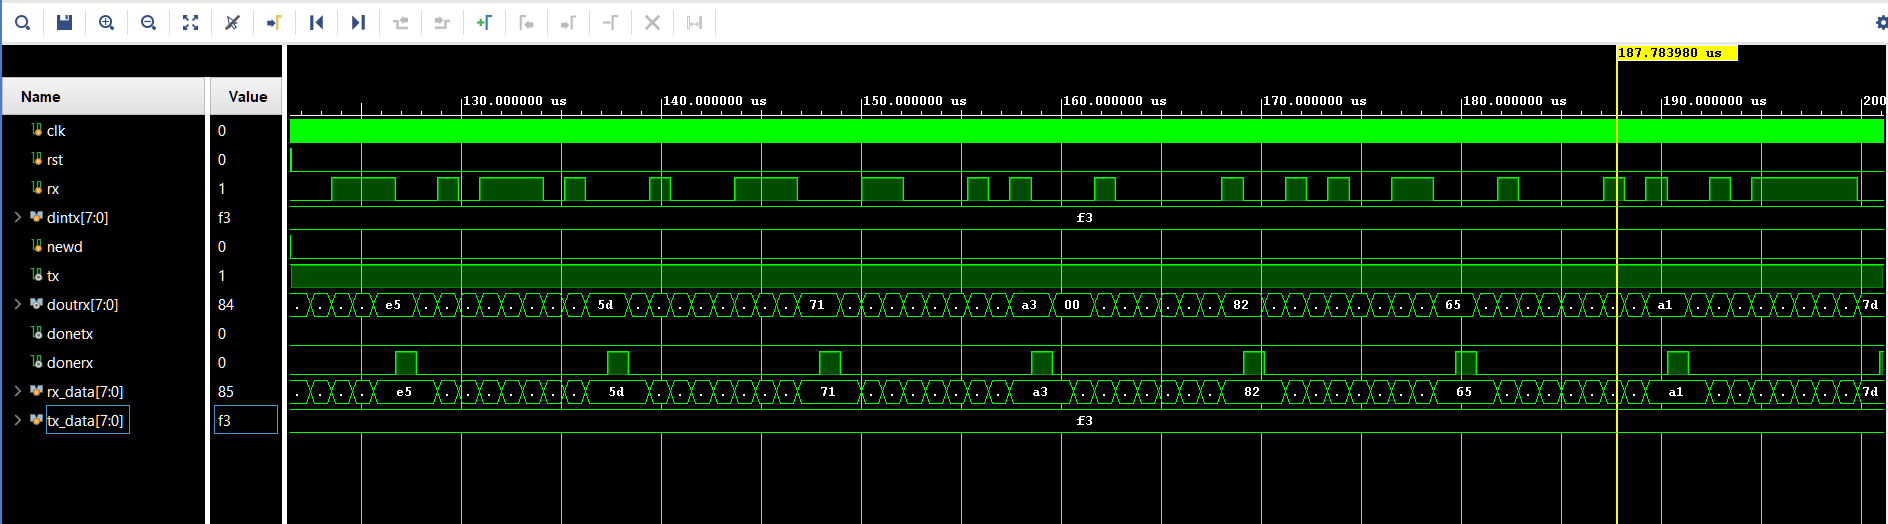 187.783980 us
Name Value 130.000000 us 140.000000 us 150.000000 us 160.000000 us 170.000000 us 180.000000 us 190.000000 us 200
clk 0
rst 0
rx 1
dintx[7:0] f3 f3
newd 0
tx 1
doutrx[7:0] 84 e5 5d 71 a3 00 82 65 a1 7d
donetx 0
donerx 0
rx_data[7:0] 85 e5 5d 71 a3 82 65 a1 7d
tx_data[7:0] f3 f3